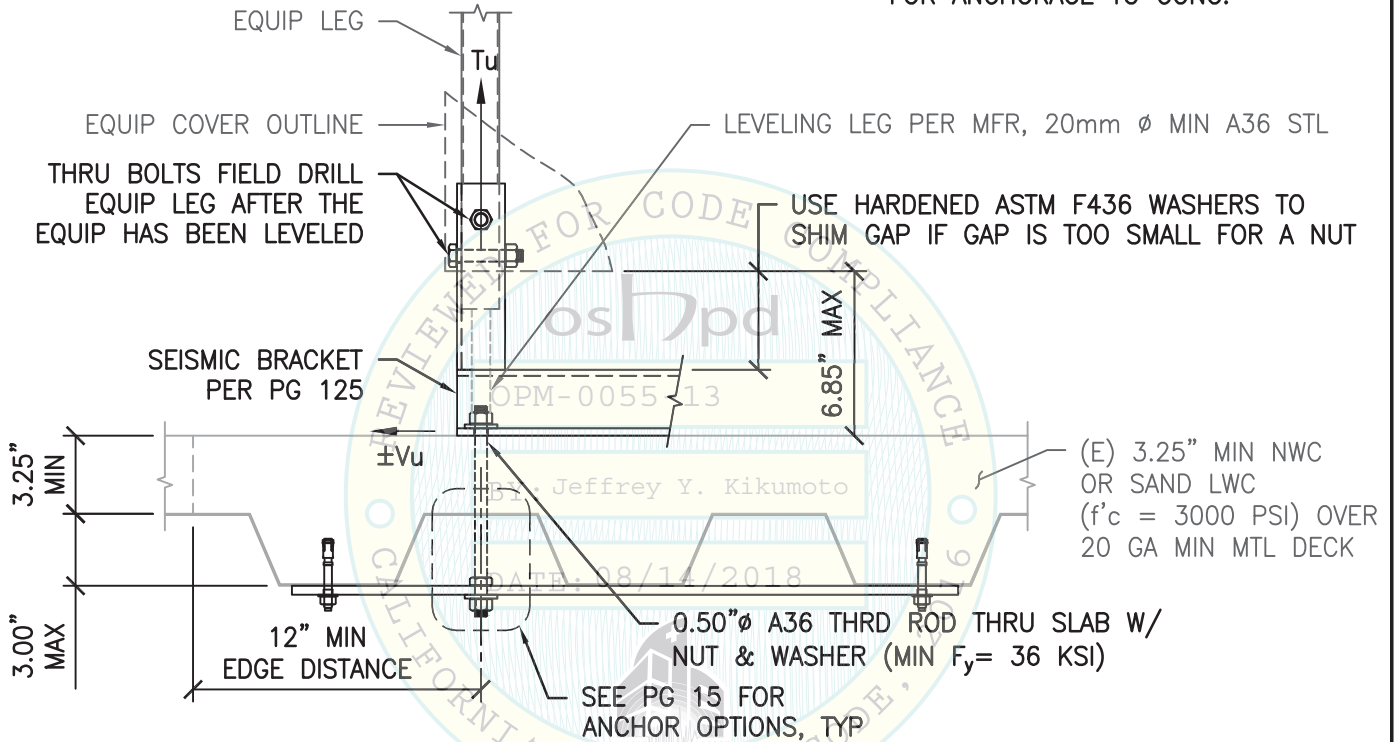 FOR ANCHORAGE TO CONC.
EQUIP LEG
Tu
EQUIP COVER OUTLINE
LEVELING LEG PER MFR, 20mm ø MIN A36 STL
THRU BOLTS FIELD DRILL
EQUIP LEG AFTER THE
EQUIP HAS BEEN LEVELED
USE HARDENED ASTM F436 WASHERS TO
SHIM GAP IF GAP IS TOO SMALL FOR A NUT
REVIEWED FOR CODE COMPLIANCE
oshpd
6.85" MAX
SEISMIC BRACKET
PER PG 125
OPM-0055-13
±Vu
3.25"
MIN
BY: Jeffrey Y. Kikumoto
(E) 3.25" MIN NWC
OR SAND LWC
(f'c = 3000 PSI) OVER
20 GA MIN MTL DECK
DATE: 08/14/2018
3.00"
MAX
12" MIN
EDGE DISTANCE
0.50"ø A36 THRD ROD THRU SLAB W/
NUT & WASHER (MIN Fy= 36 KSI)
SEE PG 15 FOR
ANCHOR OPTIONS, TYP
CODE, 2016